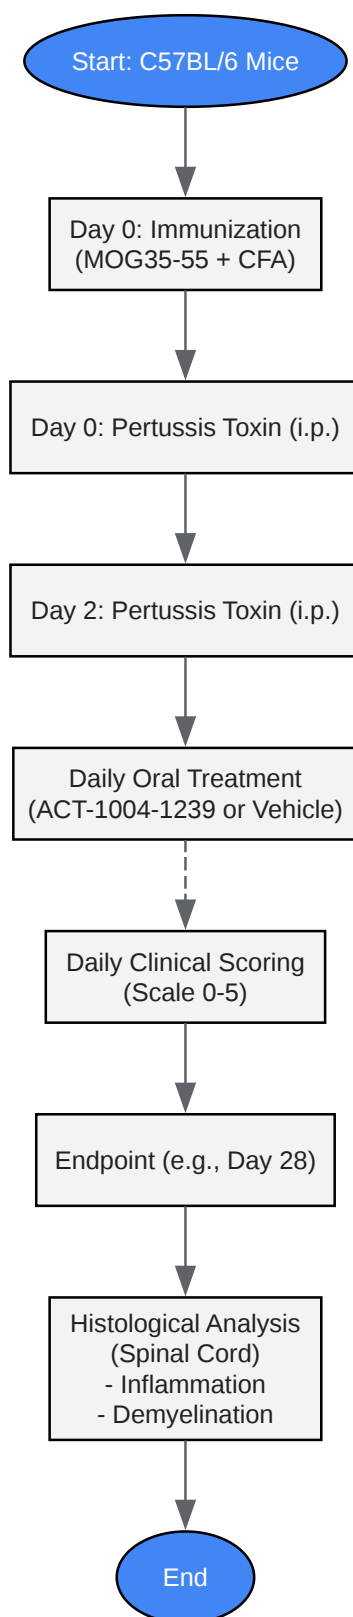 Start: C57BL/6 Mice
Day 0: Immunization
(MOG35-55 + CFA)
Day 0: Pertussis Toxin (i.p.)
Day 2: Pertussis Toxin (i.p.)
Daily Oral Treatment
(ACT-1004-1239 or Vehicle)
Daily Clinical Scoring
(Scale 0-5)
Endpoint (e.g., Day 28)
Histological Analysis
(Spinal Cord)
- Inflammation
- Demyelination
End